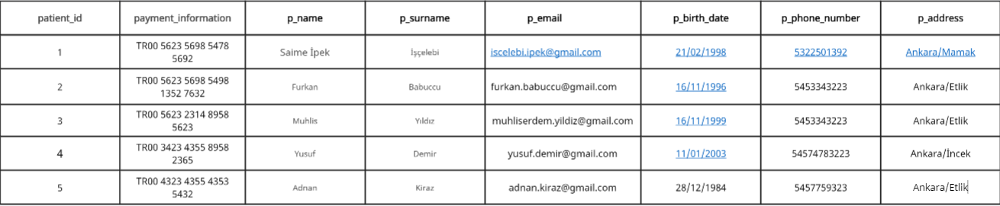 patient_id payment_information p_name p_surname p_email p_birth_date p_phone_number p_address
1 TR00 5623 5698 5478 5692 Saime İpek İşçelebi iscelebi.ipek@gmail.com 21/02/1998 5322501392 Ankara/Mamak
2 TR00 5623 5698 5498 1352 7632 Furkan Babuccu furkan.babuccu@gmail.com 16/11/1996 5453343223 Ankara/Etlik
3 TR00 5623 2314 8958 5623 Muhlis Yıldız muhliserdem.yildiz@gmail.com 16/11/1999 5453343223 Ankara/Etlik
4 TR00 3423 4355 8958 2365 Yusuf Demir yusuf.demir@gmail.com 11/01/2003 54574783223 Ankara/İncek
5 TR00 4323 4355 4353 5432 Adnan Kiraz adnan.kiraz@gmail.com 28/12/1984 5457759323 Ankara/Etlik